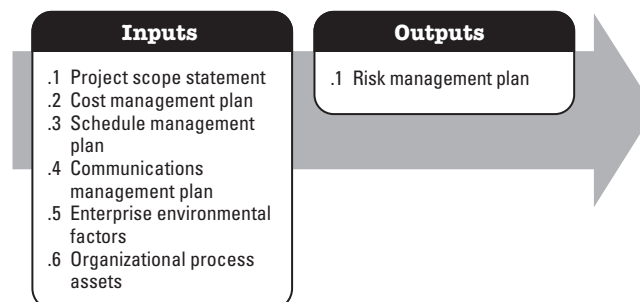 Inputs
.1 Project scope statement
.2 Cost management plan
.3 Schedule management
plan
.4 Communications
management plan
.5 Enterprise environmental
factors
.6 Organizational process
assets
Outputs
.1 Risk management plan